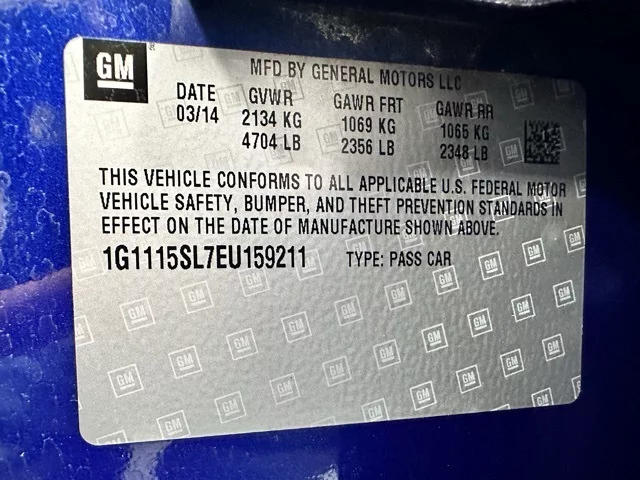 GM
MFD BY GENERAL MOTORS LLC
DATE GVWR GAWR FRT GAWR RR
03/14 2134 KG 1069 KG 1065 KG
4704 LB 2356 LB 2348 LB
THIS VEHICLE CONFORMS TO ALL APPLICABLE U.S. FEDERAL MOTOR
VEHICLE SAFETY, BUMPER, AND THEFT PREVENTION STANDARDS IN
EFFECT ON THE DATE OF MANUFACTURE SHOWN ABOVE.
1G1115SL7EU159211 TYPE: PASS CAR